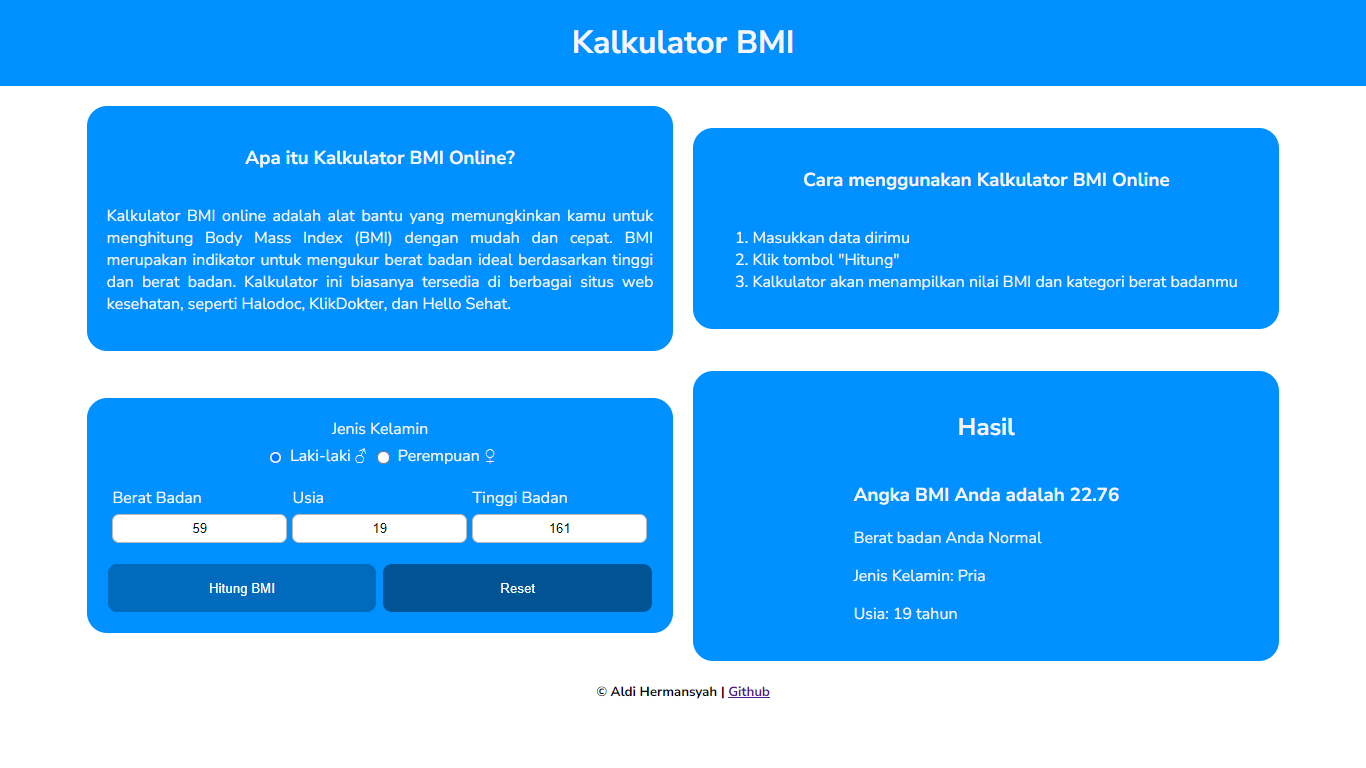 Kalkulator BMI
Apa itu Kalkulator BMI Online?
Kalkulator BMI online adalah alat bantu yang memungkinkan kamu untuk
menghitung Body Mass Index (BMI) dengan mudah dan cepat. BMI
merupakan indikator untuk mengukur berat badan ideal berdasarkan tinggi
dan berat badan. Kalkulator ini biasanya tersedia di berbagai situs web
kesehatan, seperti Halodoc, KlikDokter, dan Hello Sehat.
Cara menggunakan Kalkulator BMI Online
1. Masukkan data dirimu
2. Klik tombol "Hitung"
3. Kalkulator akan menampilkan nilai BMI dan kategori berat badanmu
Jenis Kelamin
Laki-laki ♂ Perempuan ♀
Berat Badan Usia Tinggi Badan
59 19 161
Hitung BMI Reset
Hasil
Angka BMI Anda adalah 22.76
Berat badan Anda Normal
Jenis Kelamin: Pria
Usia: 19 tahun
© Aldi Hermansyah | Github